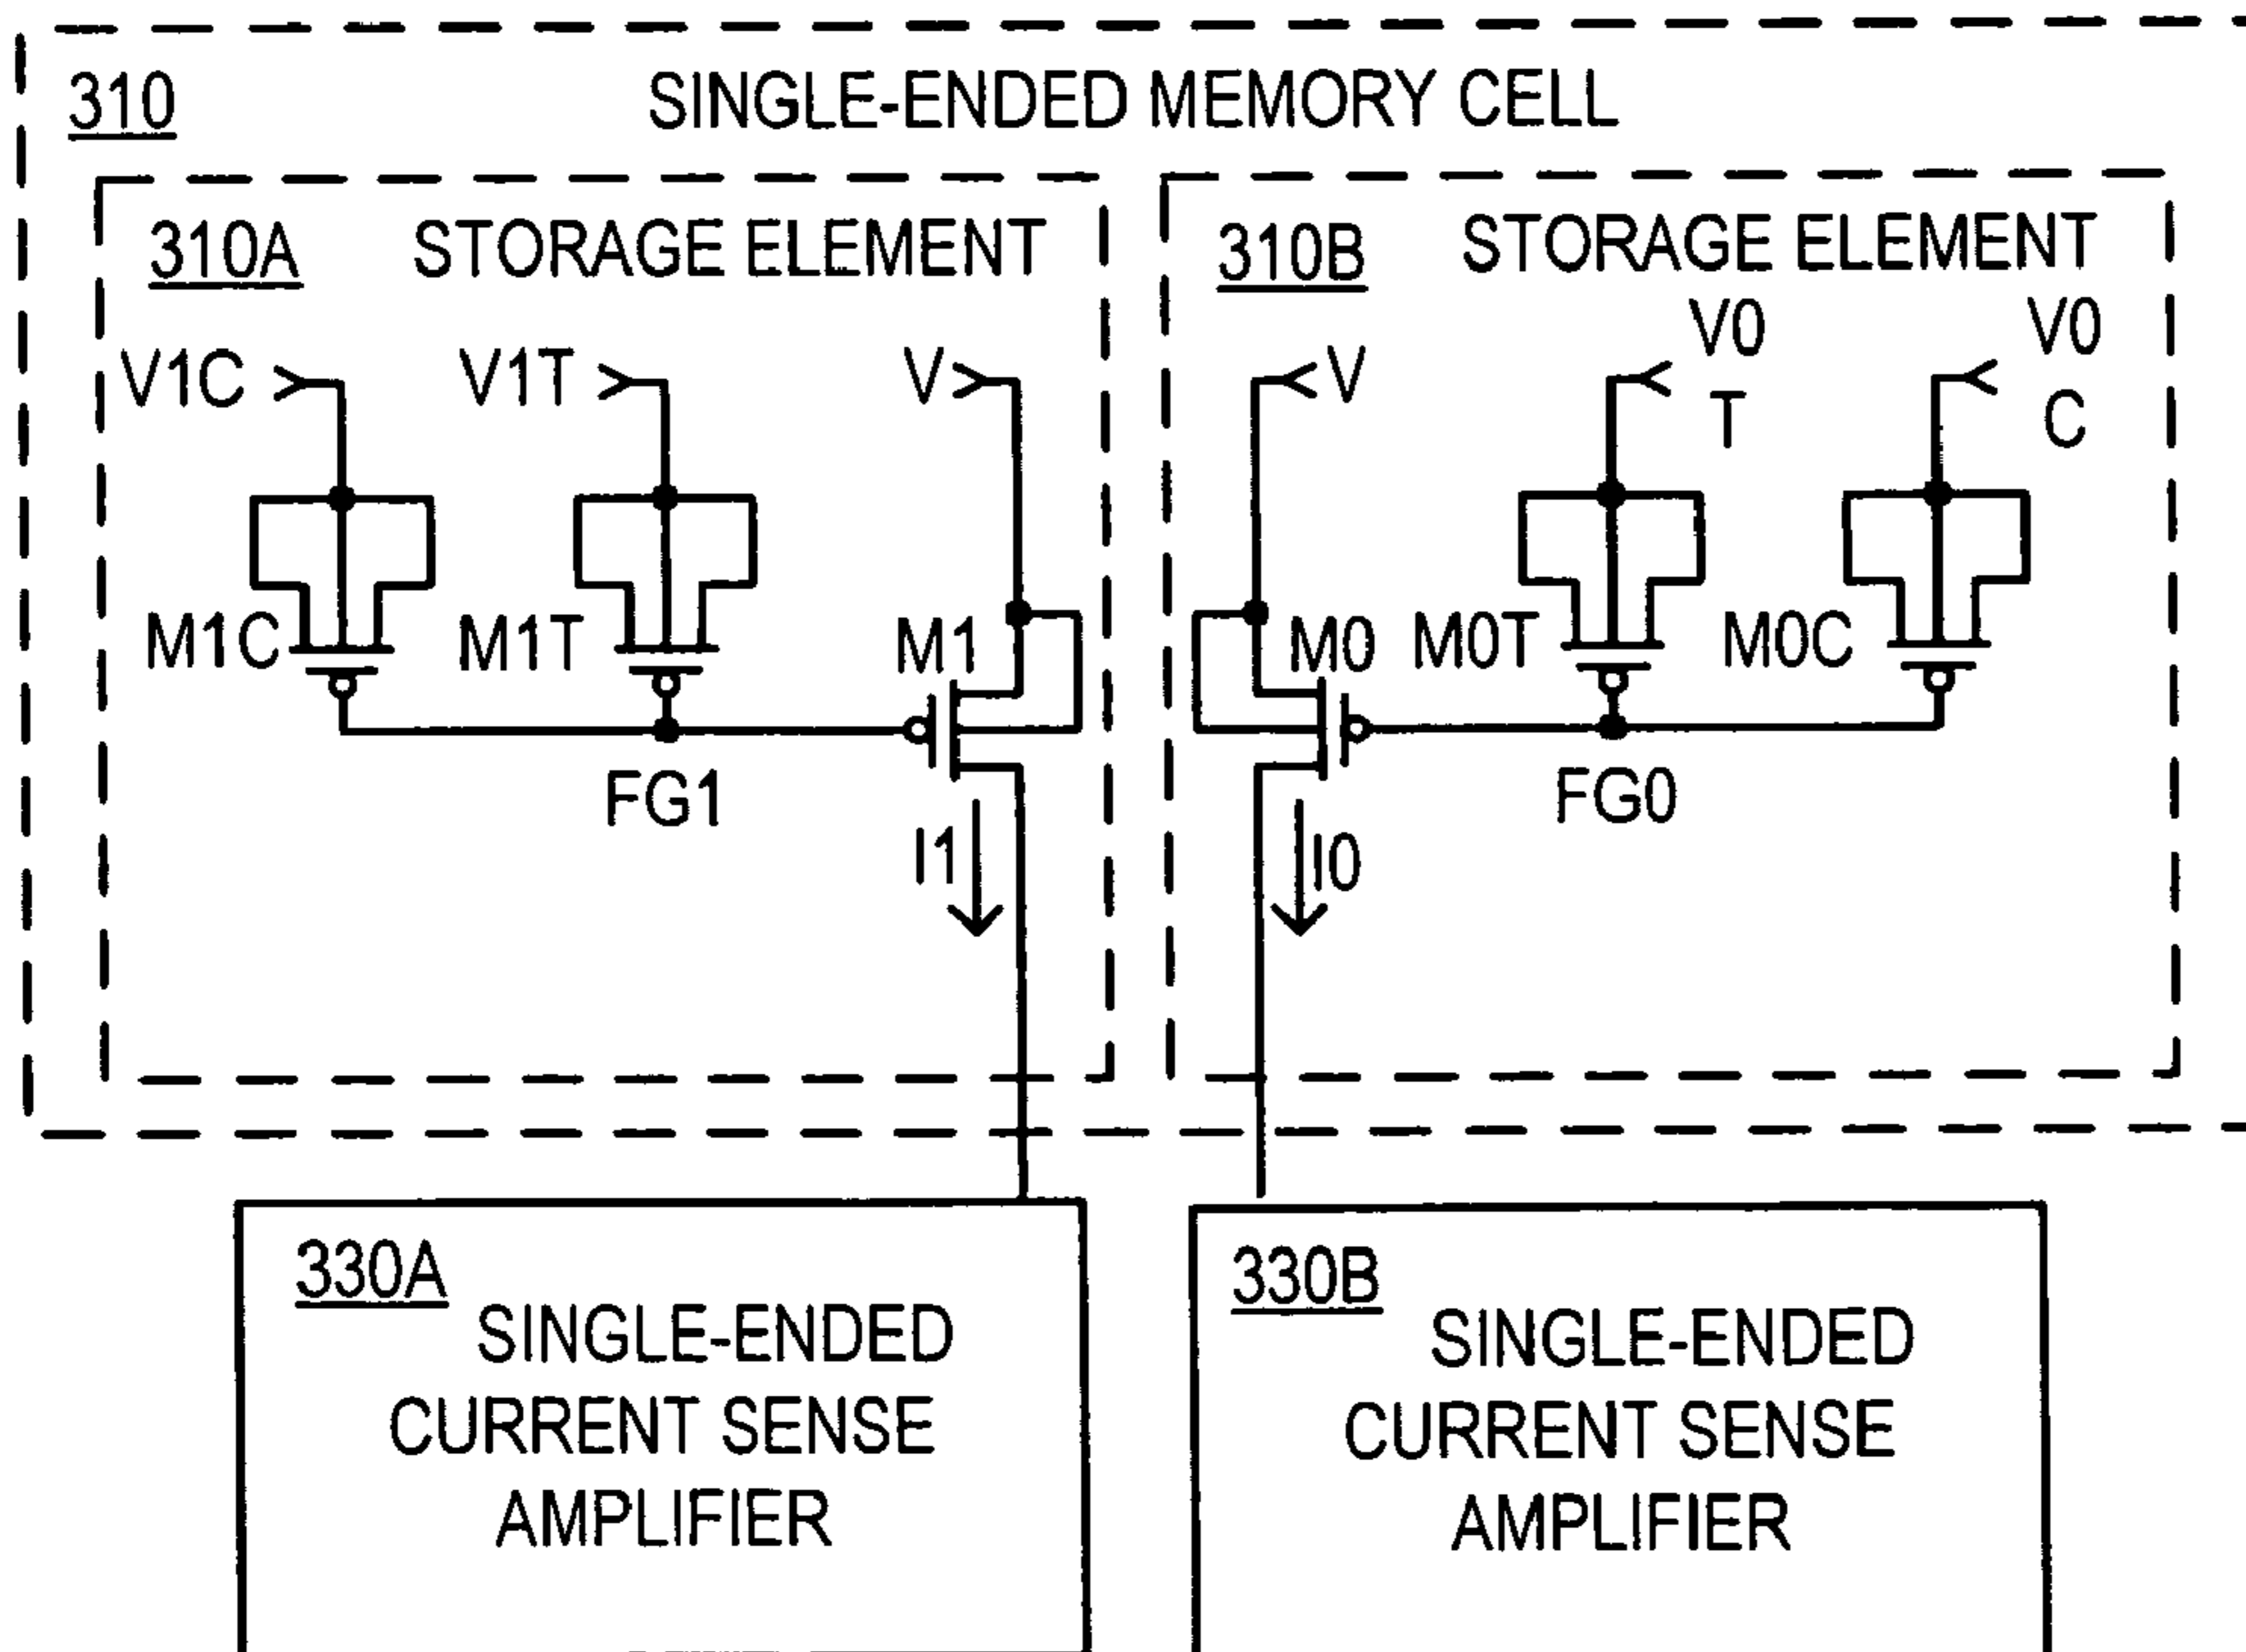 310 SINGLE-ENDED MEMORY CELL
310A STORAGE ELEMENT
310B STORAGE ELEMENT
V1C V1T V
V V0 V0
T C
M1C M1T M1
M0 M0T M0C
FG1
FG0
I1
I0
330A
SINGLE-ENDED
CURRENT SENSE
AMPLIFIER
330B
SINGLE-ENDED
CURRENT SENSE
AMPLIFIER